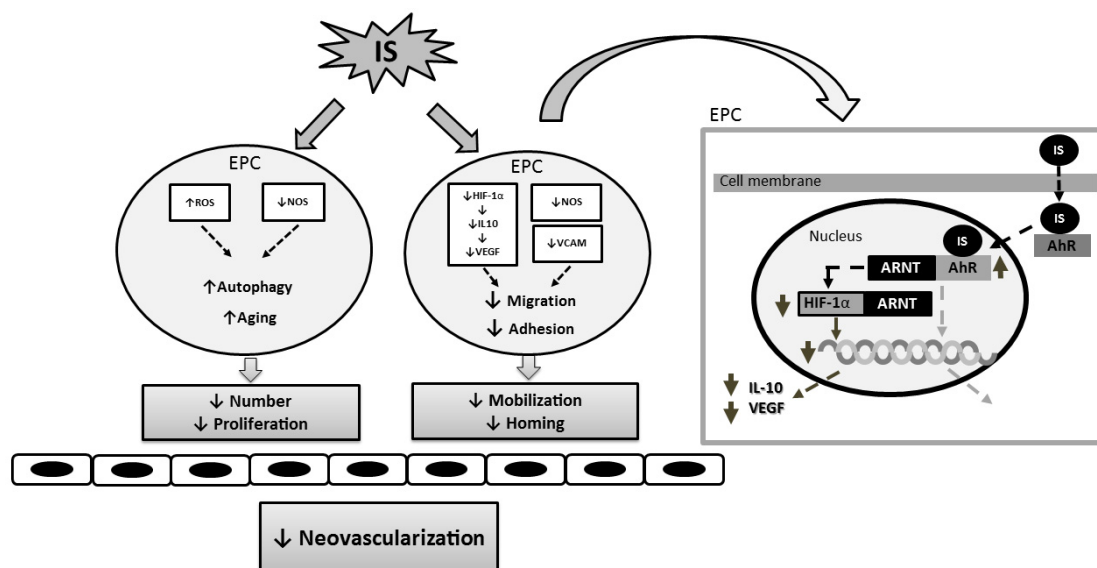 IS
EPC
↑ROS
↓NOS
↑Autophagy
↑Aging
↓ Number
↓ Proliferation
EPC
↓HIF-1α
↓
↓IL10
↓
↓VEGF
↓NOS
↓VCAM
↓ Migration
↓ Adhesion
↓ Mobilization
↓ Homing
↓ Neovascularization
EPC
IS
Cell membrane
IS
AhR
Nucleus
IS
ARNT AhR
HIF-1α ARNT
IL-10
VEGF